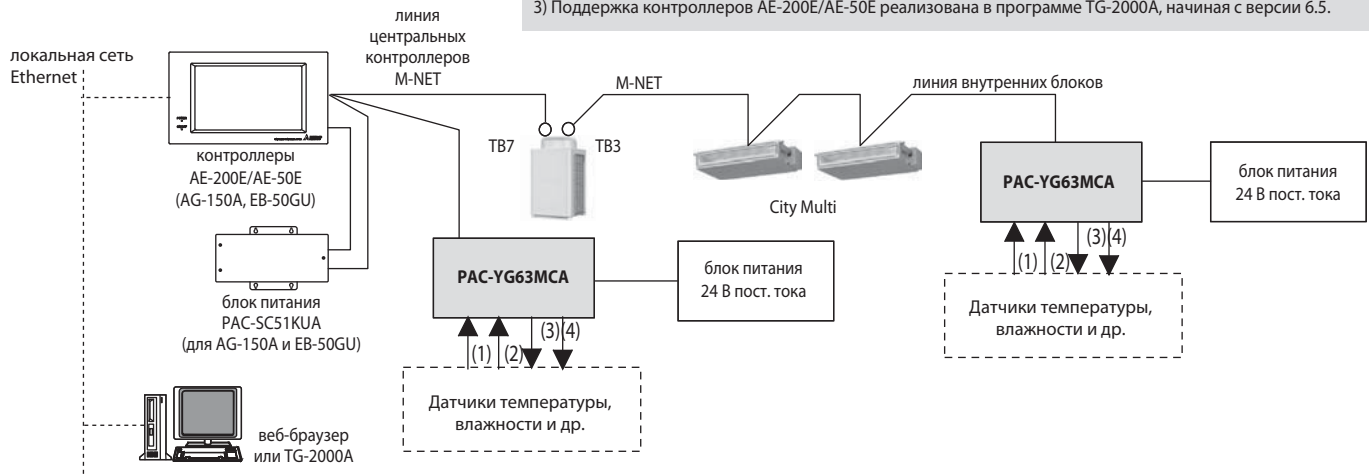 3) Поддержка контроллеров AE-200E/AE-50E реализована в программе TG-2000A, начиная с версии 6.5.
локальная сеть
Ethernet
линия
центральных
контроллеров
M-NET
M-NET
линия внутренних блоков
TB7
TB3
контроллеры
AE-200E/AE-50E
(AG-150A, EB-50GU)
City Multi
PAC-YG63MCA
блок питания
24 В пост. тока
(1)
(2)
(3)
(4)
Датчики температуры,
влажности и др.
PAC-YG63MCA
блок питания
24 В пост. тока
(1)
(2)
(3)
(4)
Датчики температуры,
влажности и др.
блок питания
PAC-SC51KUA
(для AG-150A и EB-50GU)
веб-браузер
или TG-2000A